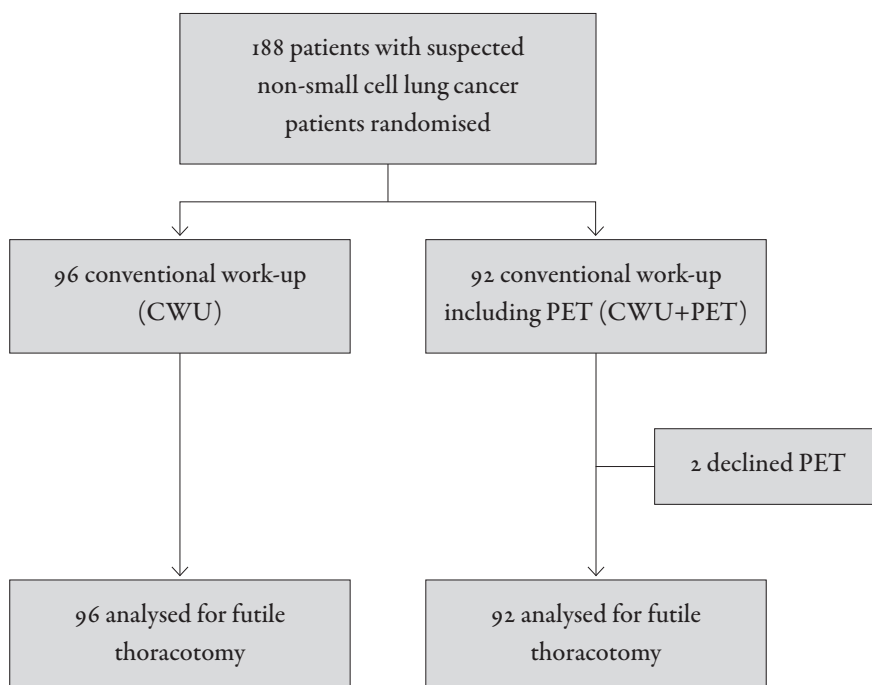 188 patients with suspected
non-small cell lung cancer
patients randomised
96 conventional work-up
(CWU)
92 conventional work-up
including PET (CWU+PET)
2 declined PET
96 analysed for futile
thoracotomy
92 analysed for futile
thoracotomy